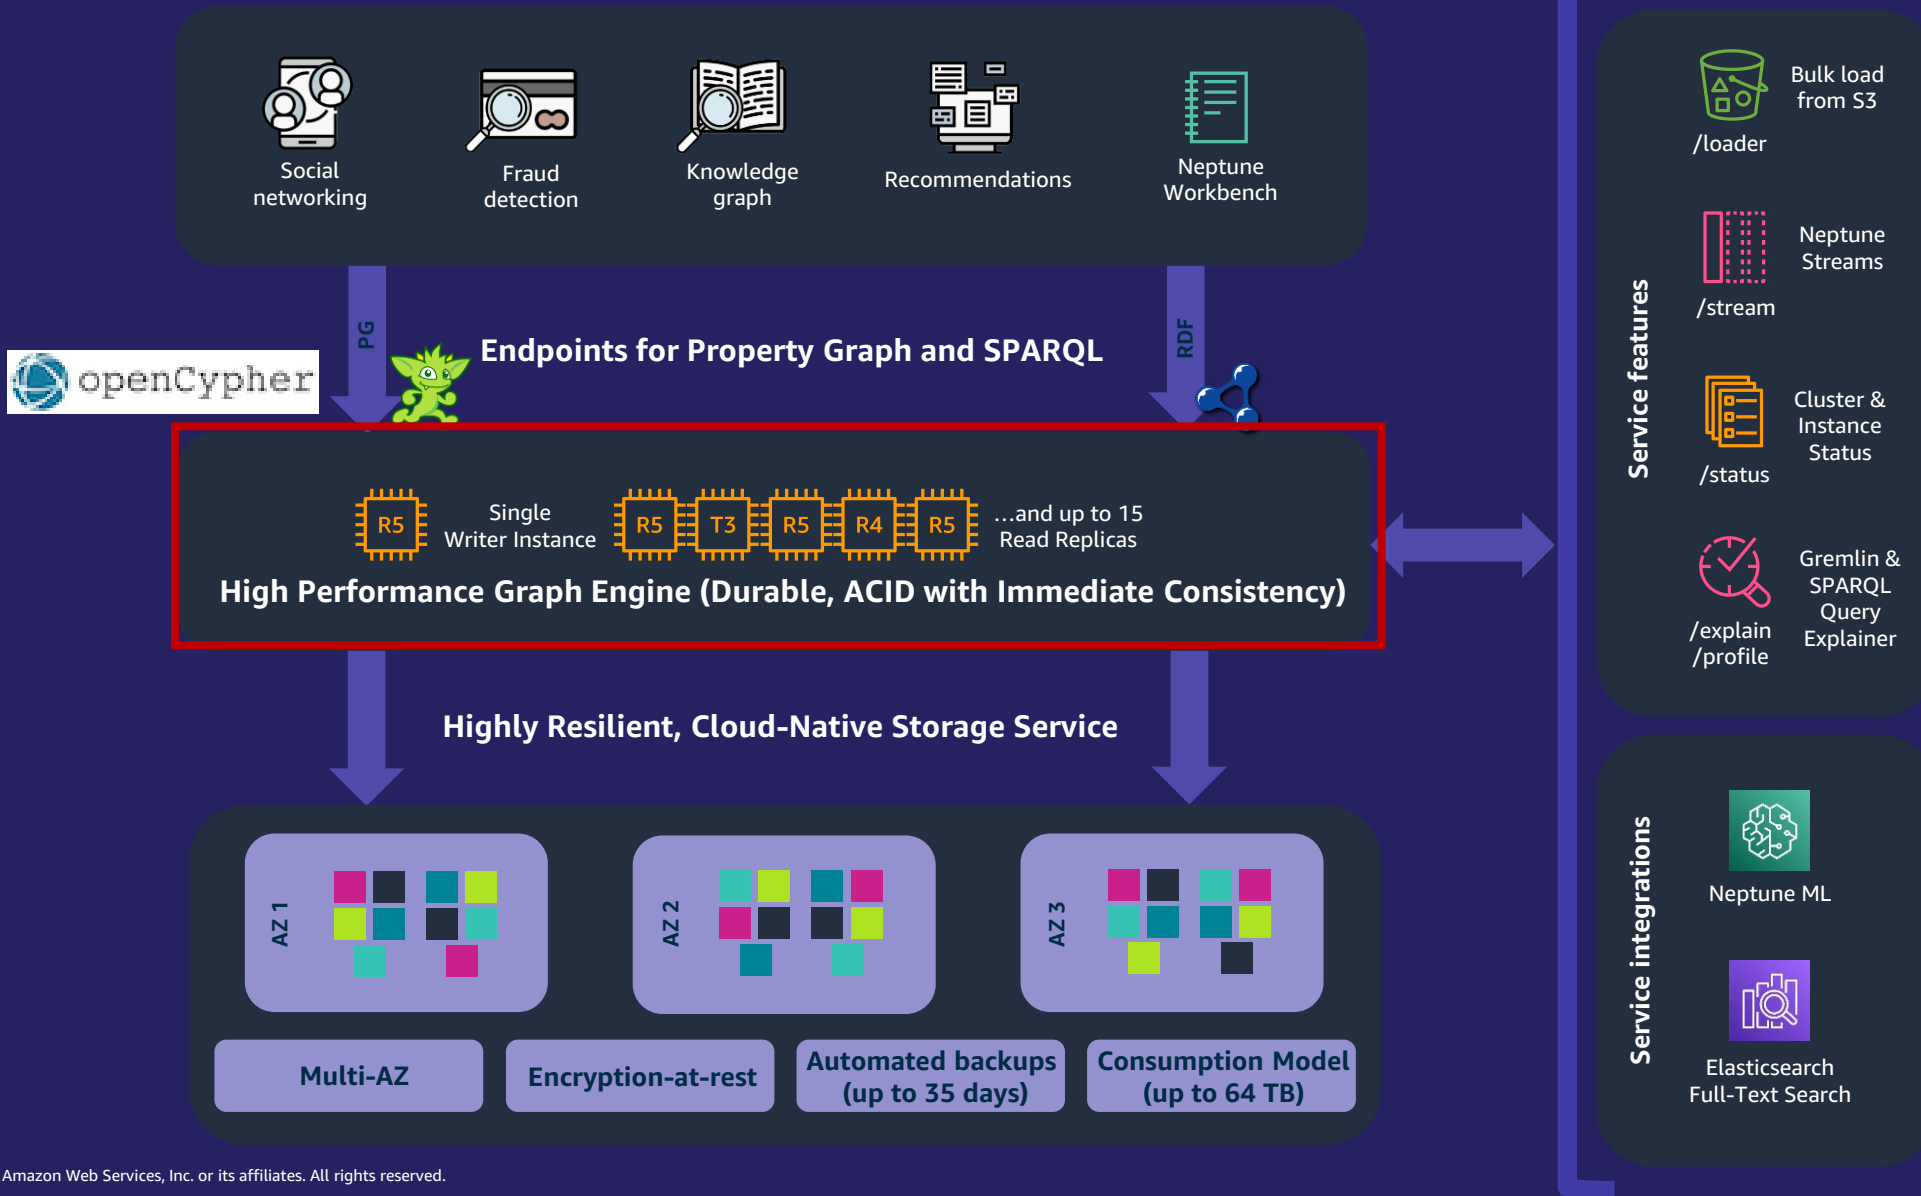 Social
networking
Fraud
detection
Knowledge
graph
Recommendations
Neptune
Workbench
PG
RDF
Endpoints for Property Graph and SPARQL
openCypher
R5
Single
Writer Instance
R5
T3
R5
R4
R5
...and up to 15
Read Replicas
High Performance Graph Engine (Durable, ACID with Immediate Consistency)
Highly Resilient, Cloud-Native Storage Service
AZ 1
AZ 2
AZ 3
Multi-AZ
Encryption-at-rest
Automated backups
(up to 35 days)
Consumption Model
(up to 64 TB)
Service features
Bulk load
from S3
/loader
Neptune
Streams
/stream
Cluster &
Instance
Status
/status
Gremlin &
SPARQL
Query
Explainer
/explain
/profile
Service integrations
Neptune ML
Elasticsearch
Full-Text Search
Amazon Web Services, Inc. or its affiliates. All rights reserved.